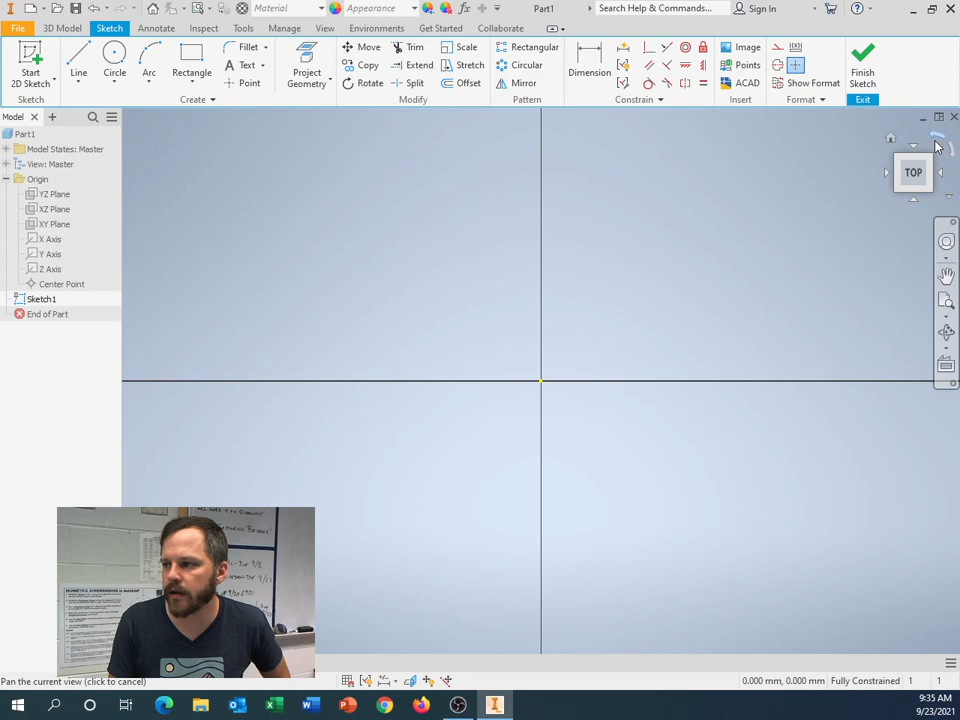 Material
Appearance
Part1
Search Help & Commands...
Sign In
File
3D Model
Sketch
Annotate
Inspect
Tools
Manage
View
Environments
Get Started
Collaborate
Start
2D Sketch
Line
Circle
Arc
Rectangle
Fillet
Text
Point
Project
Geometry
Move
Copy
Rotate
Trim
Extend
Split
Scale
Stretch
Offset
Rectangular
Circular
Mirror
Dimension
Image
Points
ACAD
Show Format
Finish
Sketch
Sketch
Create
Modify
Pattern
Constrain
Insert
Format
Exit
Model
Part1
Model States: Master
View: Master
Origin
YZ Plane
XZ Plane
XY Plane
X Axis
Y Axis
Z Axis
Center Point
Sketch1
End of Part
TOP
ISOMETRIC DIMENSIONING in AutoCAD
Pan the current view (click to cancel)
0.000 mm, 0.000 mm
Fully Constrained
1
1
9:35 AM
9/23/2021